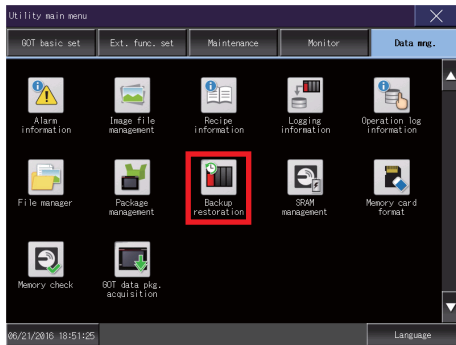 Utility main menu
GOT basic set Ext. func. set Maintenance Monitor Data mng.
Alarm information
Image file management
Recipe information
Logging information
Operation log information
File manager
Package management
Backup restoration
SRAM management
Memory card format
Memory check
GOT data pkg. acquisition
06/21/2016 18:51:25 Language